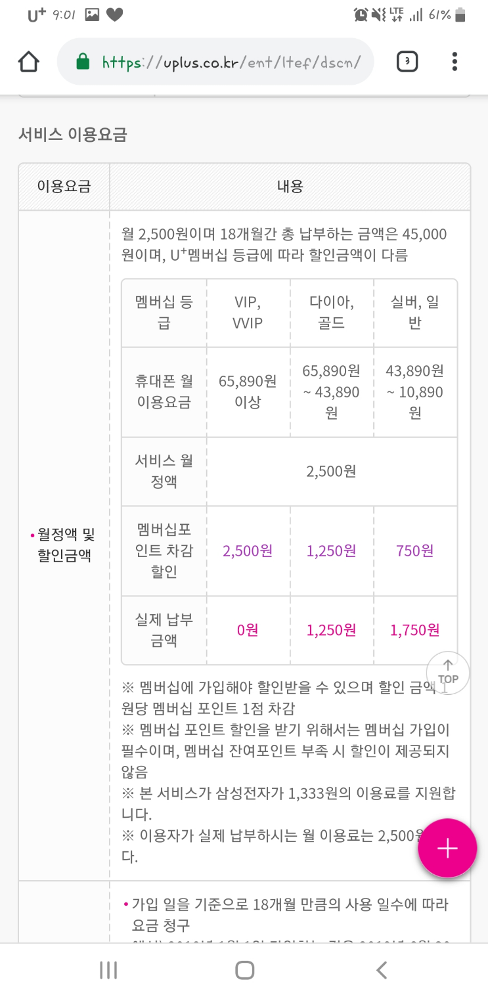 U+ 9:01 LTE 61%
https://uplus.co.kr/ent/ltef/dscn/ 3
서비스 이용요금
이용요금 내용
월 2,500원이며 18개월간 총 납부하는 금액은 45,000
원이며, U+멤버십 등급에 따라 할인금액이 다름
멤버십 등
급
VIP,
VVIP
다이아,
골드
실버, 일
반
휴대폰 월
이용요금
65,890원
이상
65,890원
~ 43,890
원
43,890원
~ 10,890
원
서비스 월
정액
2,500원
•월정액 및
할인금액
멤버십포
인트 차감
할인
2,500원
1,250원
750원
실제 납부
금액
0원
1,250원
1,750원
↑
TOP
※ 멤버십에 가입해야 할인받을 수 있으며 할인 금액 1
원당 멤버십 포인트 1점 차감
※ 멤버십 포인트 할인을 받기 위해서는 멤버십 가입이
필수이며, 멤버십 잔여포인트 부족 시 할인이 제공되지
않음
※ 본 서비스가 삼성전자가 1,333원의 이용료를 지원합
니다.
※ 이용자가 실제 납부하시는 월 이용료는 2,500원
다.
• 가입 일을 기준으로 18개월 만큼의 사용 일수에 따라
요금 청구